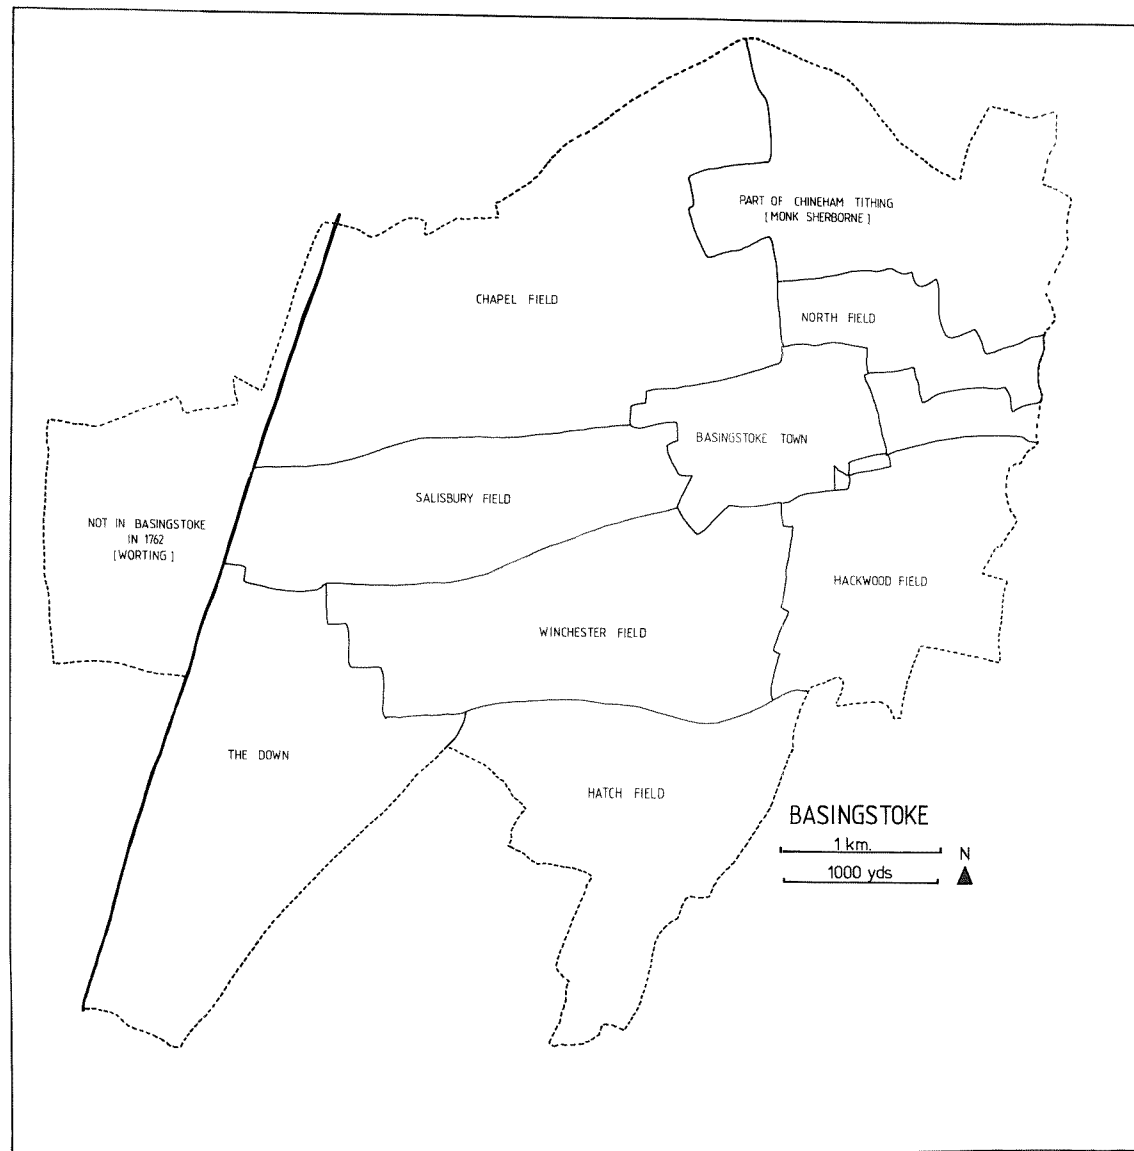 PART OF CHINEHAM TITHING
[MONK SHERBORNE]
CHAPEL FIELD
NORTH FIELD
BASINGSTOKE TOWN
SALISBURY FIELD
NOT IN BASINGSTOKE
IN 1762
[WORTING]
HACKWOOD FIELD
WINCHESTER FIELD
THE DOWN
HATCH FIELD
BASINGSTOKE
1 km.
N
1000 yds